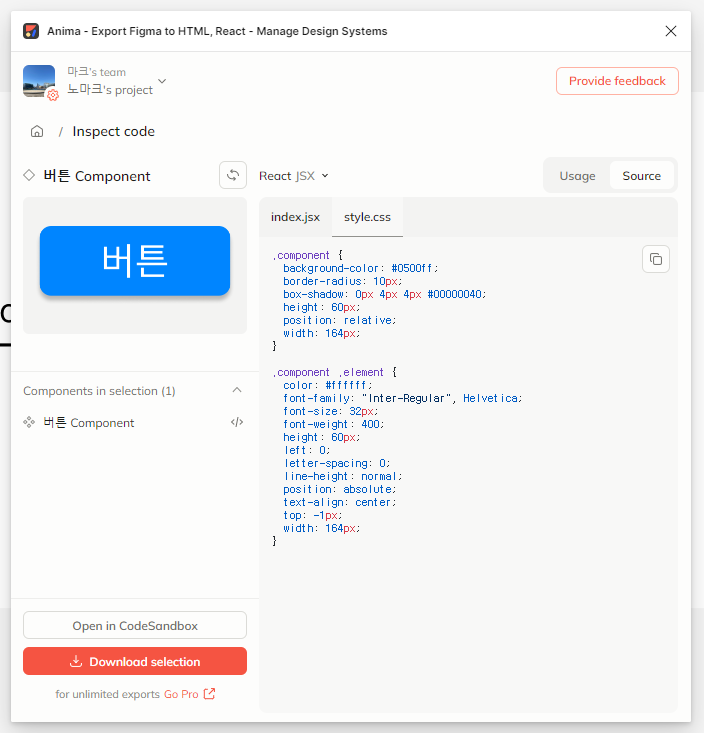 Anima - Export Figma to HTML, React - Manage Design Systems
마크's team
노마크's project
Provide feedback
/ Inspect code
버튼 Component
React JSX
Usage
Source
버튼
index.jsx
style.css
.component {
  background-color: #0500ff;
  border-radius: 10px;
  box-shadow: 0px 4px 4px #00000040;
  height: 60px;
  position: relative;
  width: 164px;
}
.component .element {
  color: #ffffff;
  font-family: "Inter-Regular", Helvetica;
  font-size: 32px;
  font-weight: 400;
  height: 60px;
  left: 0;
  letter-spacing: 0;
  line-height: normal;
  position: absolute;
  text-align: center;
  top: -1px;
  width: 164px;
}
Components in selection (1)
버튼 Component
Open in CodeSandbox
Download selection
for unlimited exports Go Pro